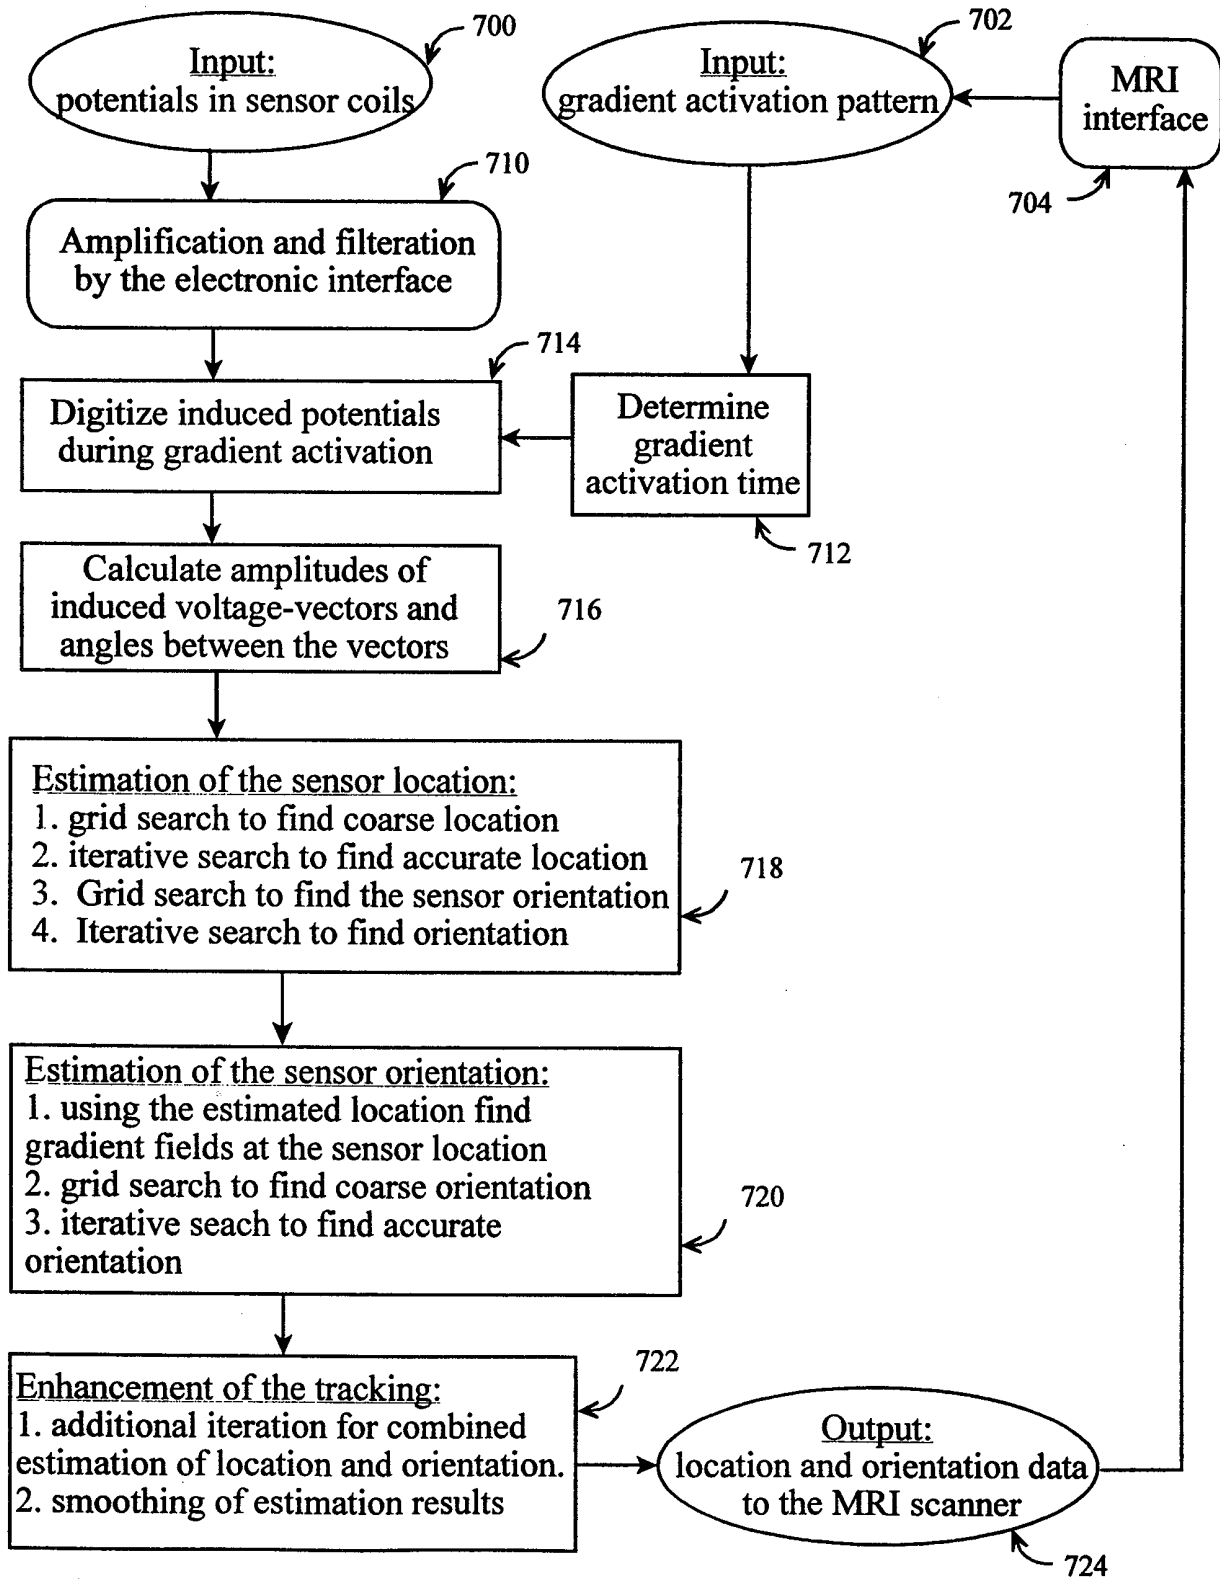 700
Input:
potentials in sensor coils
702
Input:
gradient activation pattern
MRI
interface
704
710
Amplification and filteration
by the electronic interface
714
Digitize induced potentials
during gradient activation
Determine
gradient
activation time
712
Calculate amplitudes of
induced voltage-vectors and
angles between the vectors
716
Estimation of the sensor location:
1. grid search to find coarse location
2. iterative search to find accurate location
3. Grid search to find the sensor orientation
4. Iterative search to find orientation
718
Estimation of the sensor orientation:
1. using the estimated location find
gradient fields at the sensor location
2. grid search to find coarse orientation
3. iterative seach to find accurate
orientation
720
722
Enhancement of the tracking:
1. additional iteration for combined
estimation of location and orientation.
2. smoothing of estimation results
Output:
location and orientation data
to the MRI scanner
724